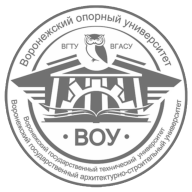 Воронежский опорный университет
ВГТУ ВГАСУ
· ВОУ ·
Воронежский государственный технический университет
Воронежский государственный архитектурно-строительный университет